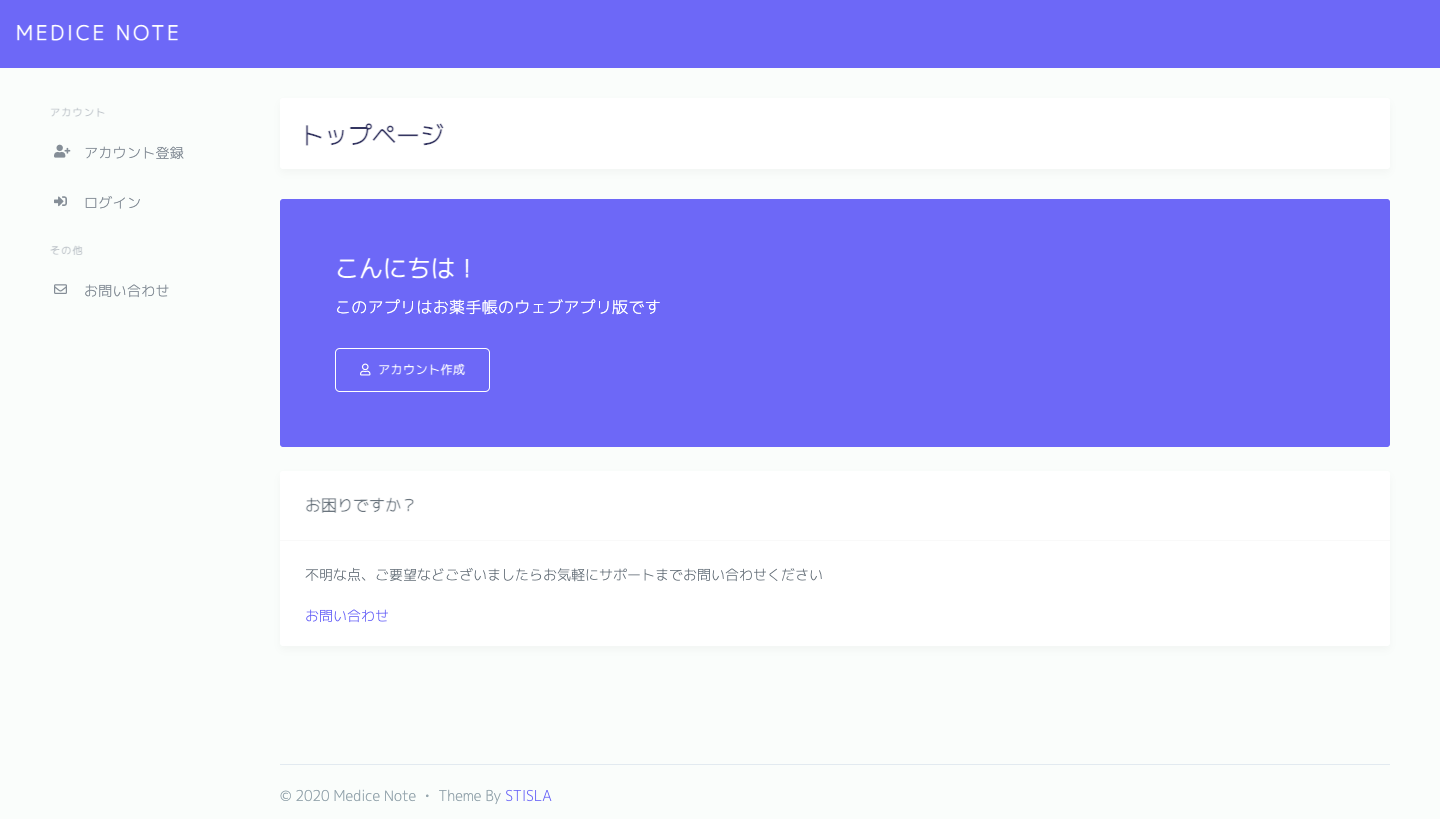 MEDICE NOTE
アカウント
アカウント登録
ログイン
その他
お問い合わせ
トップページ
こんにちは！
このアプリはお薬手帳のウェブアプリ版です
アカウント作成
お困りですか？
不明な点、ご要望などございましたらお気軽にサポートまでお問い合わせください
お問い合わせ
© 2020 Medice Note ・ Theme By STISLA